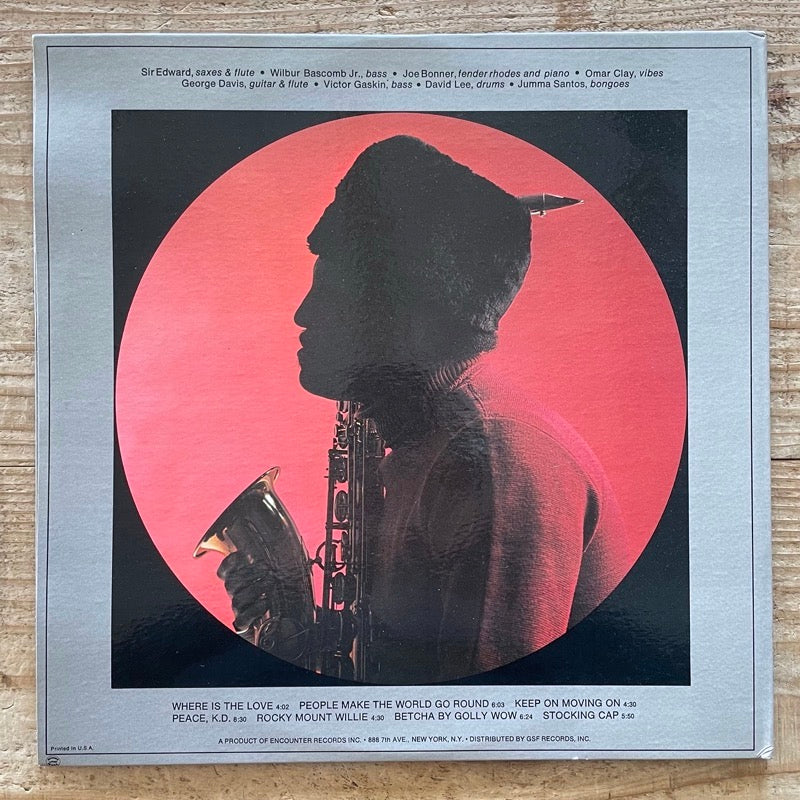 Sir Edward, saxes & flute • Wilbur Bascomb Jr., bass • Joe Bonner, fender rhodes and piano • Omar Clay, vibes
George Davis, guitar & flute • Victor Gaskin, bass • David Lee, drums • Jumma Santos, bongoes
WHERE IS THE LOVE 4:02 PEOPLE MAKE THE WORLD GO ROUND 6:03 KEEP ON MOVING ON 4:30
PEACE, K.D. 6:30 ROCKY MOUNT WILLIE 4:30 BETCHA BY GOLLY WOW 6:24 STOCKING CAP 5:50
A PRODUCT OF ENCOUNTER RECORDS INC. • 888 7th AVE., NEW YORK, N.Y. • DISTRIBUTED BY GSF RECORDS, INC.
Printed in U.S.A.